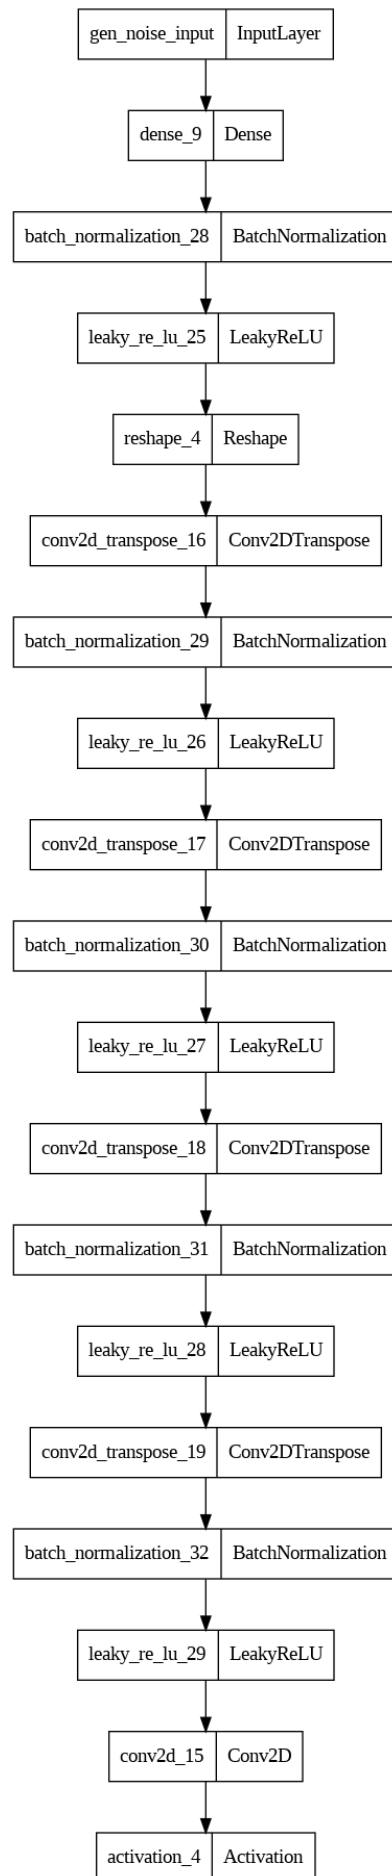 gen_noise_input InputLayer
dense_9 Dense
batch_normalization_28 BatchNormalization
leaky_re_lu_25 LeakyReLU
reshape_4 Reshape
conv2d_transpose_16 Conv2DTranspose
batch_normalization_29 BatchNormalization
leaky_re_lu_26 LeakyReLU
conv2d_transpose_17 Conv2DTranspose
batch_normalization_30 BatchNormalization
leaky_re_lu_27 LeakyReLU
conv2d_transpose_18 Conv2DTranspose
batch_normalization_31 BatchNormalization
leaky_re_lu_28 LeakyReLU
conv2d_transpose_19 Conv2DTranspose
batch_normalization_32 BatchNormalization
leaky_re_lu_29 LeakyReLU
conv2d_15 Conv2D
activation_4 Activation